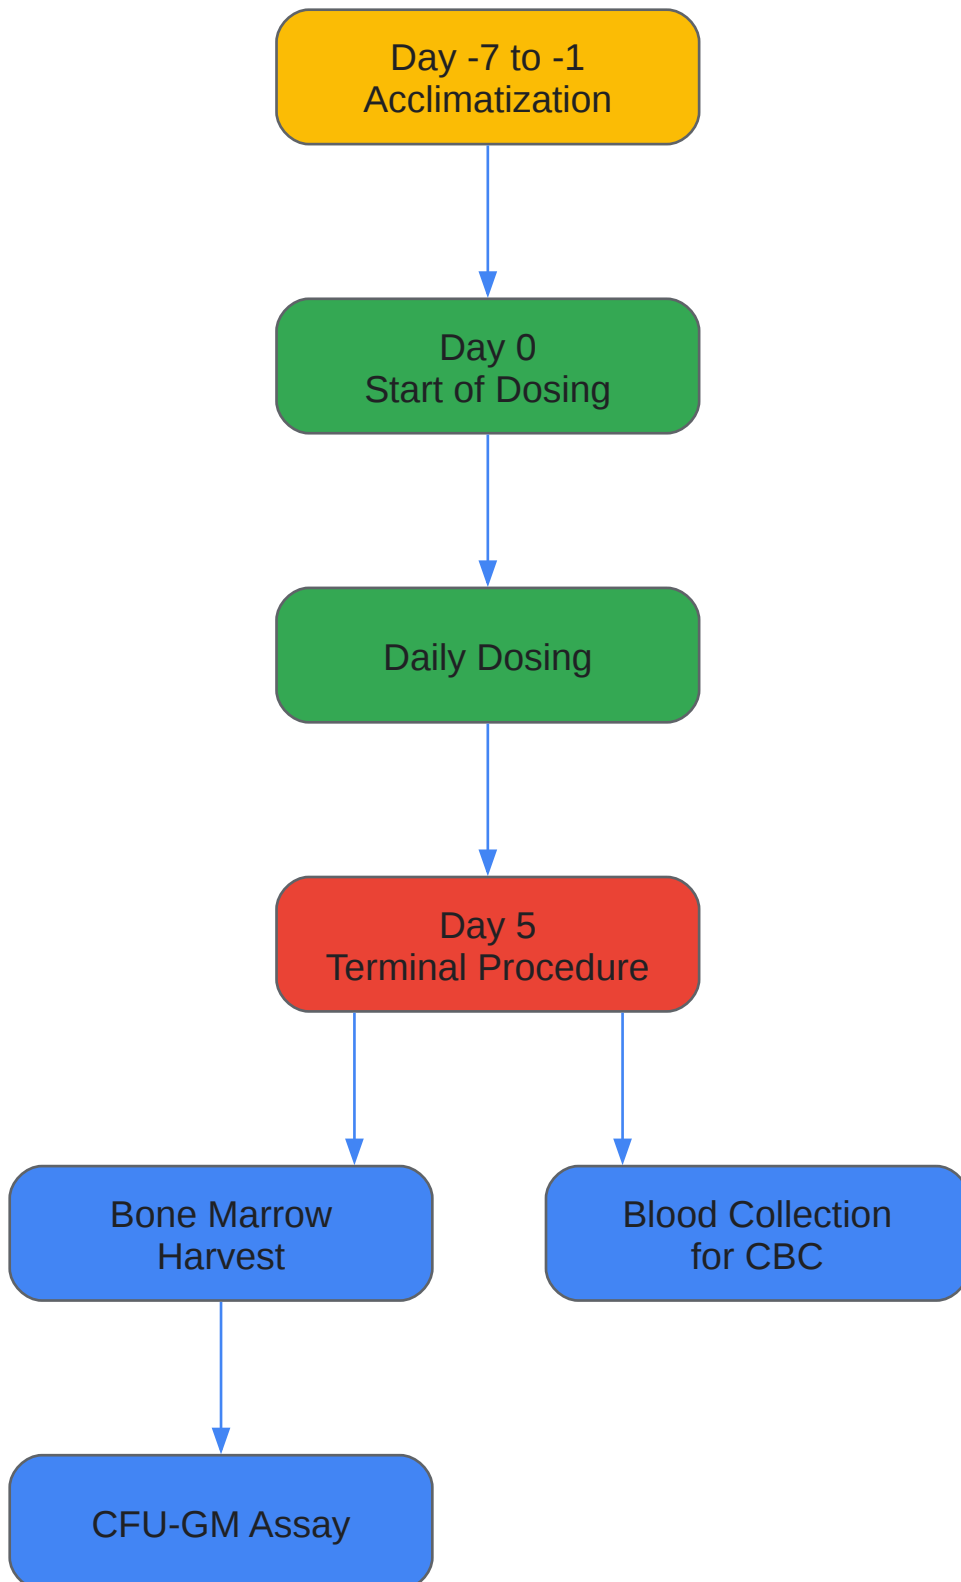 Day -7 to -1
Acclimatization
Day 0
Start of Dosing
Daily Dosing
Day 5
Terminal Procedure
Bone Marrow
Harvest
Blood Collection
for CBC
CFU-GM Assay